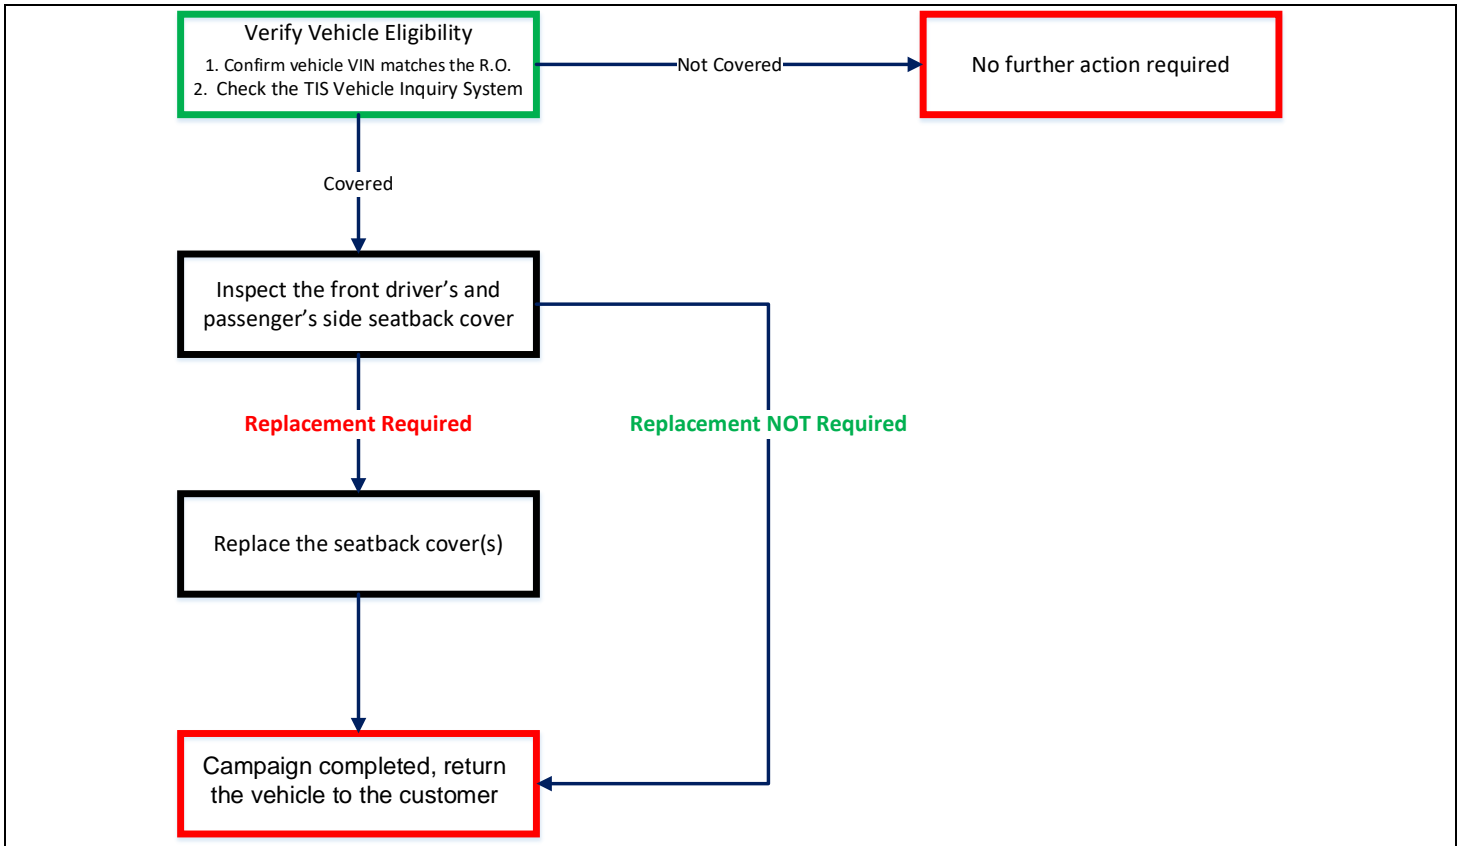 Verify Vehicle Eligibility
1. Confirm vehicle VIN matches the R.O.
2. Check the TIS Vehicle Inquiry System
Not Covered
No further action required
Covered
Inspect the front driver’s and
passenger’s side seatback cover
Replacement Required
Replacement NOT Required
Replace the seatback cover(s)
Campaign completed, return
the vehicle to the customer